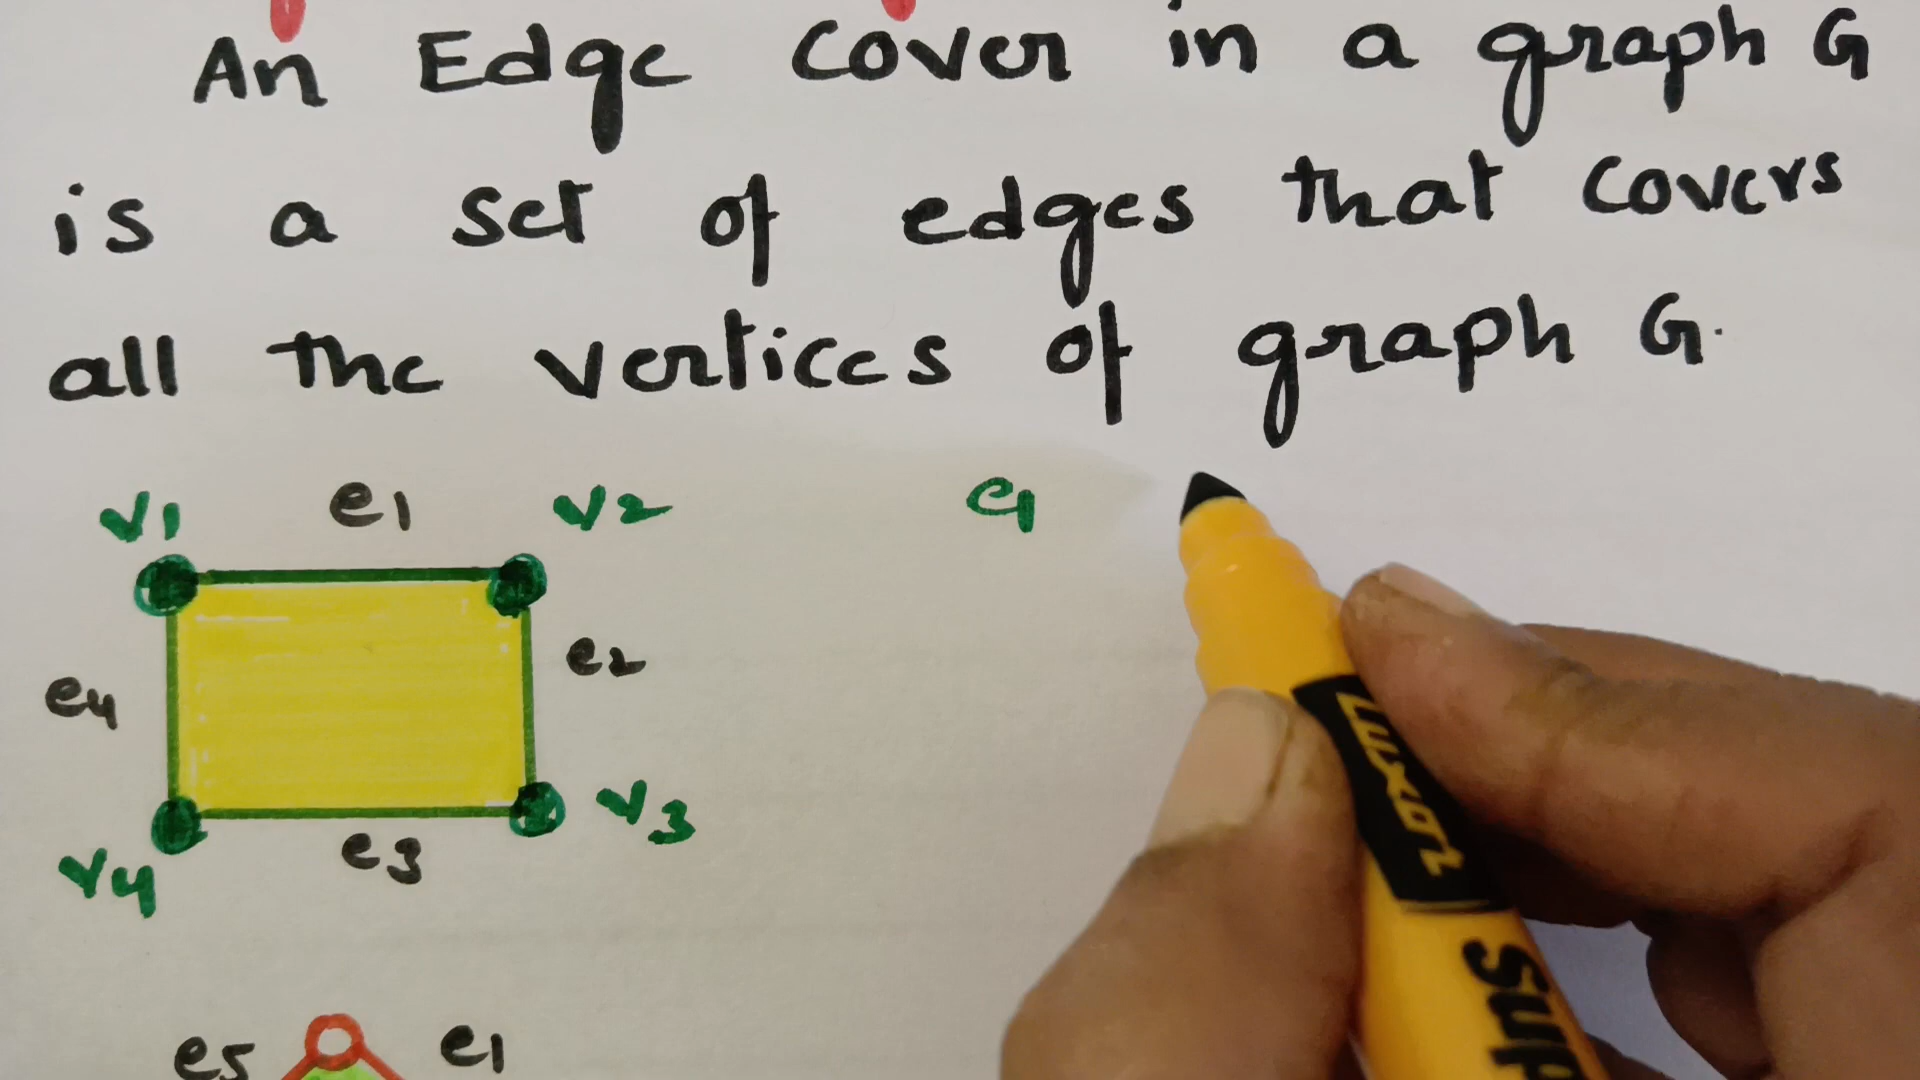 An Edge Cover in a graph G
is a set of edges that covers
all the vertices of graph G.
v1 e1 v2
e1
e4 e2
v4 e3 v3
e5 e1
LUXOR